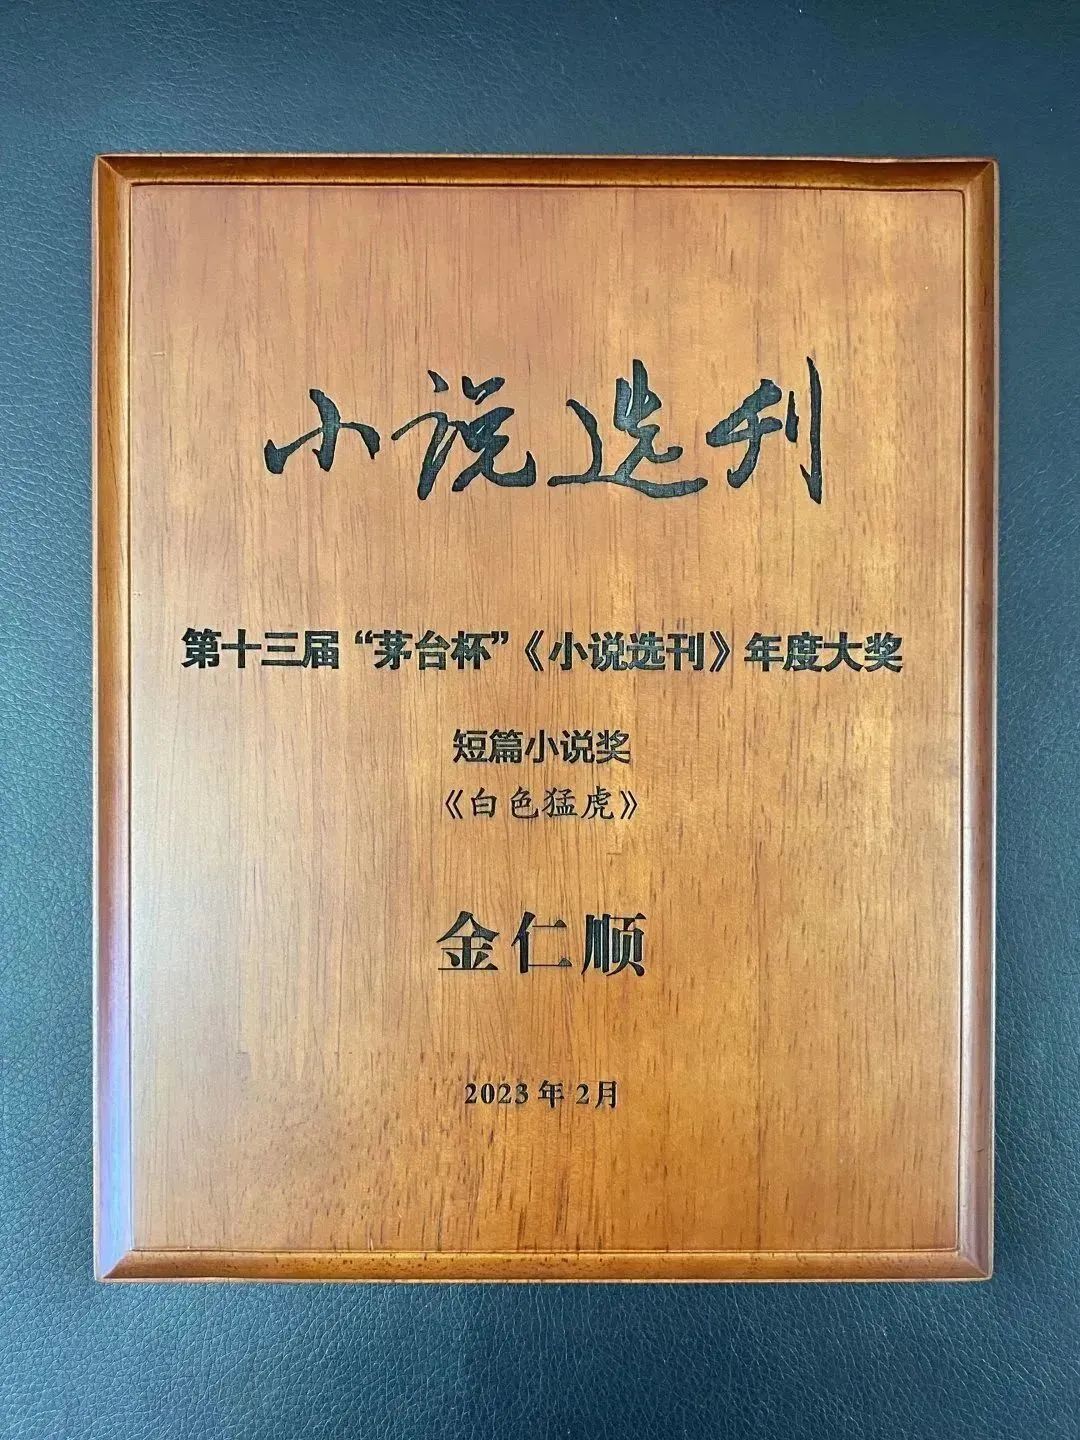 小说选刊
第十三届“茅台杯”《小说选刊》年度大奖
短篇小说奖
《白色猛虎》
金仁顺
2023年2月